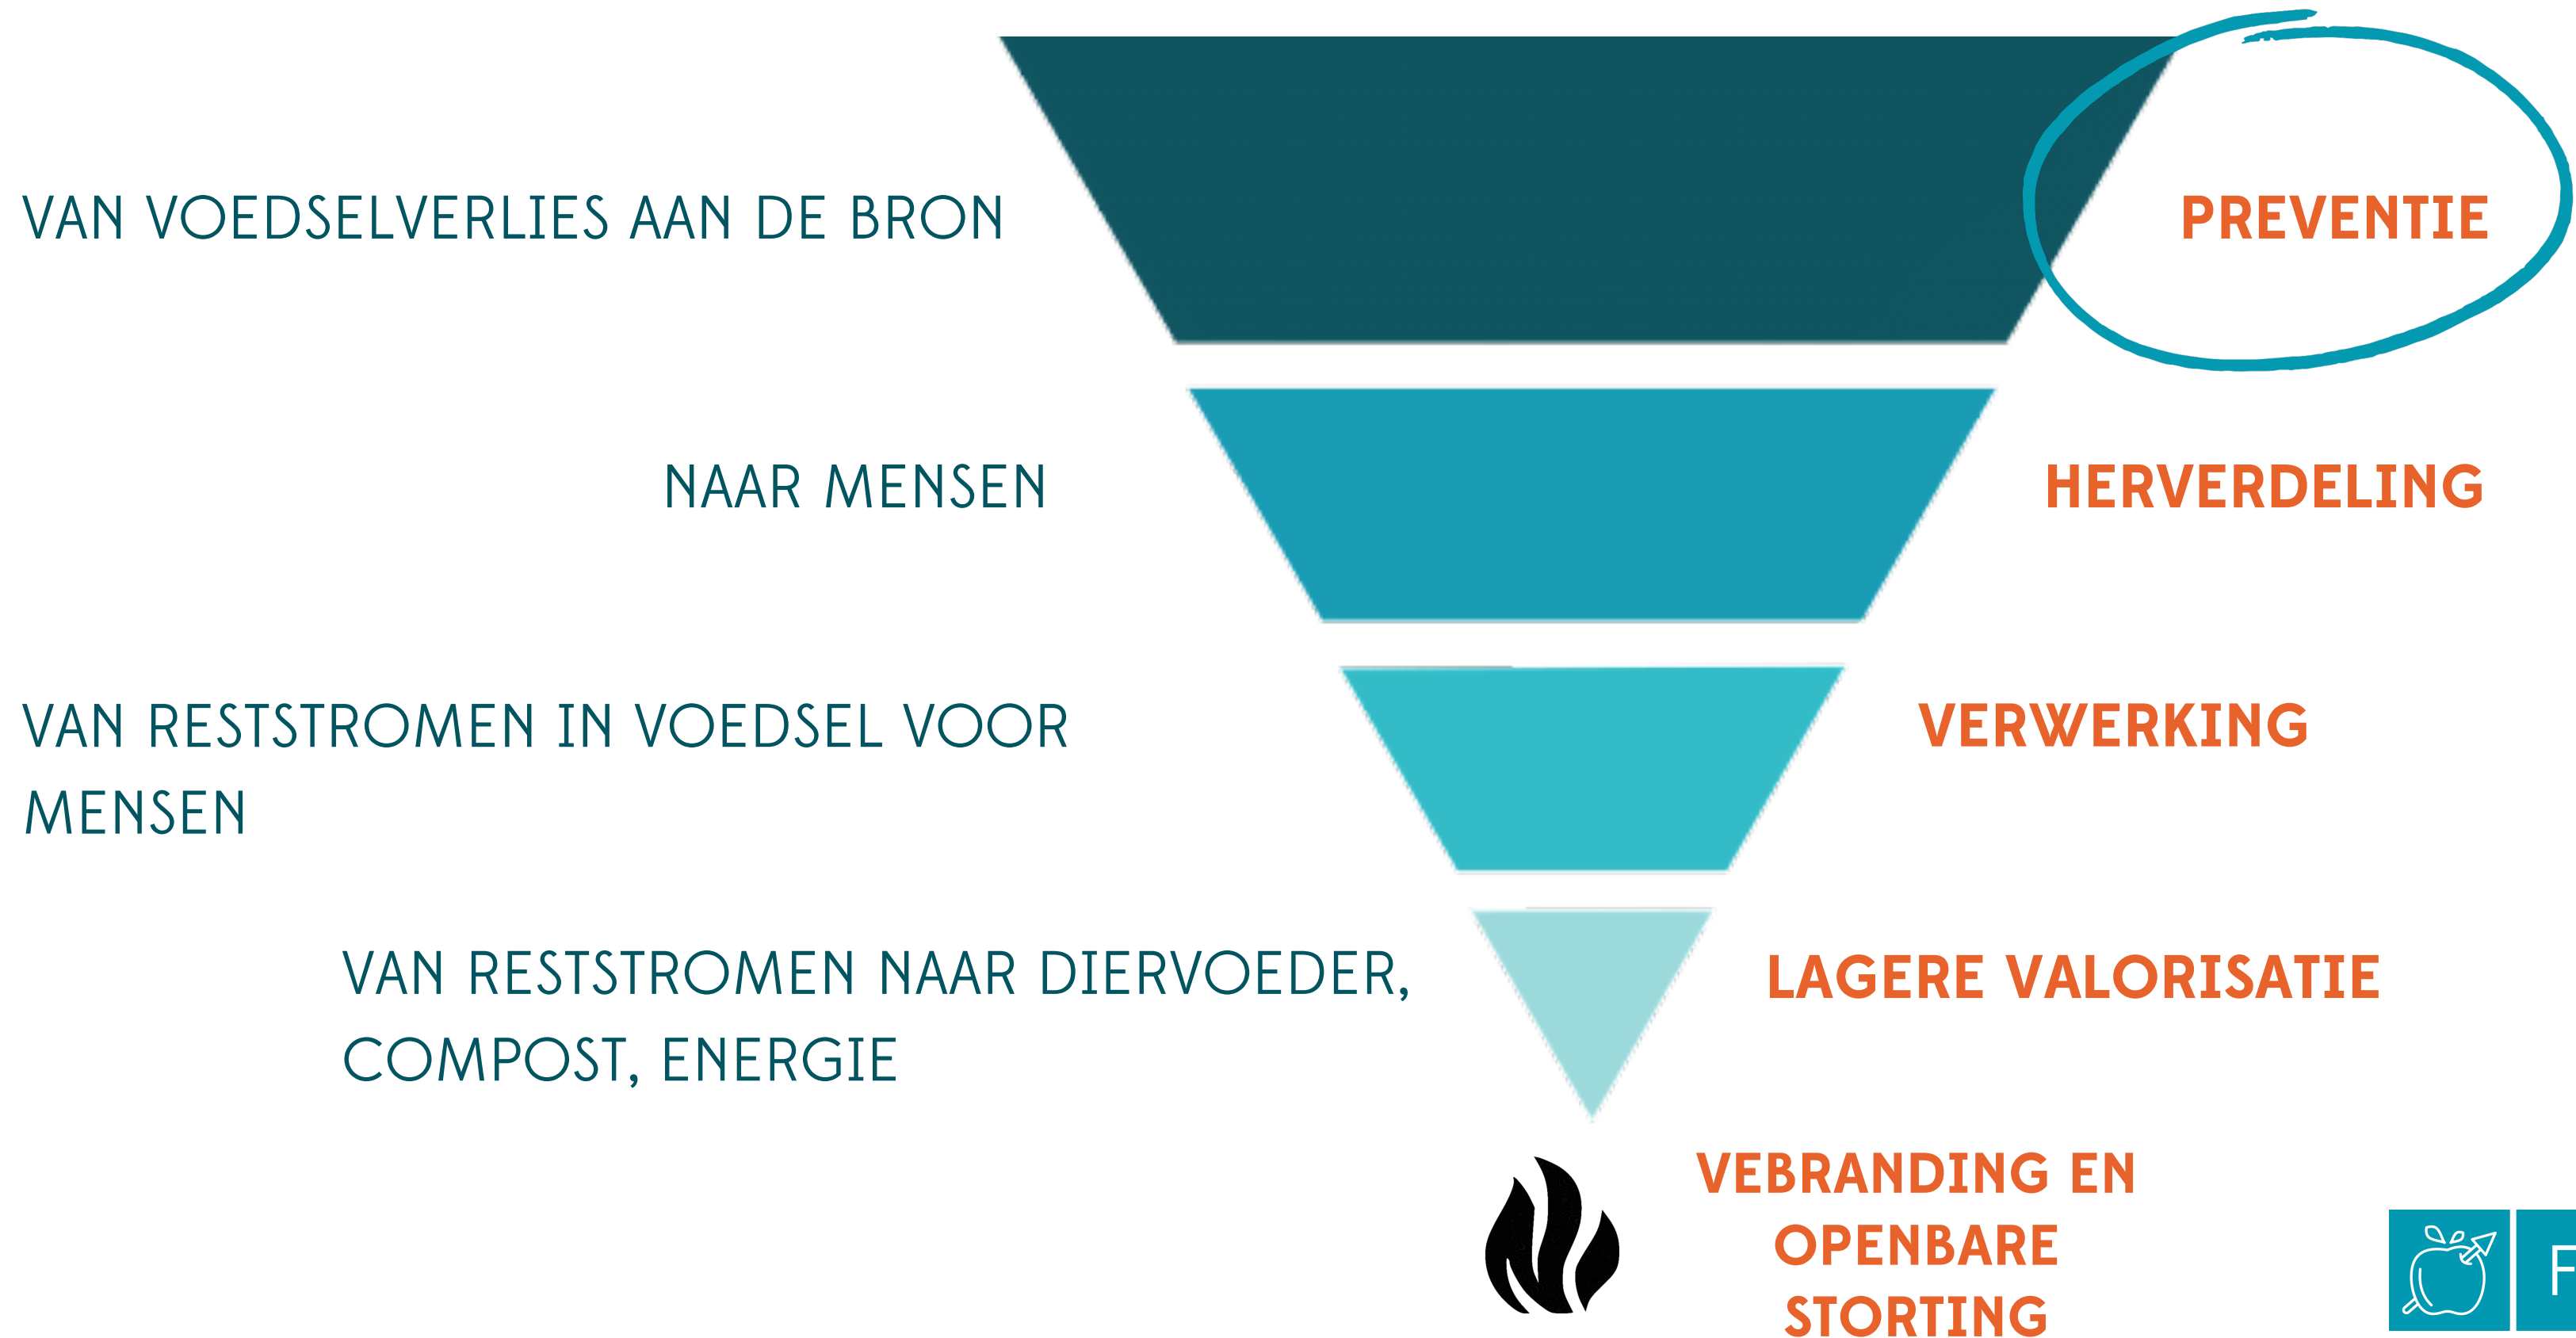 VAN VOEDSELVERLIES AAN DE BRON
PREVENTIE
NAAR MENSEN
HERVERDELING
VAN RESTSTROMEN IN VOEDSEL VOOR
MENSEN
VERWERKING
VAN RESTSTROMEN NAAR DIERVOEDER,
COMPOST, ENERGIE
LAGERE VALORISATIE
VEBRANDING EN
OPENBARE
STORTING
F